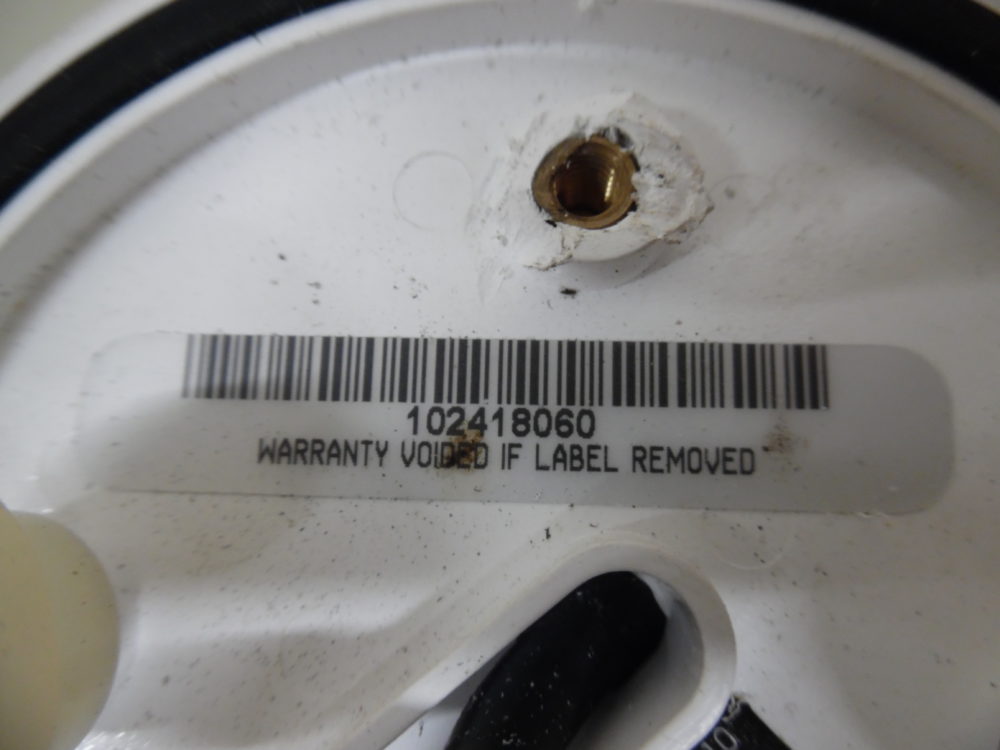 102418060
WARRANTY VOIDED IF LABEL REMOVED